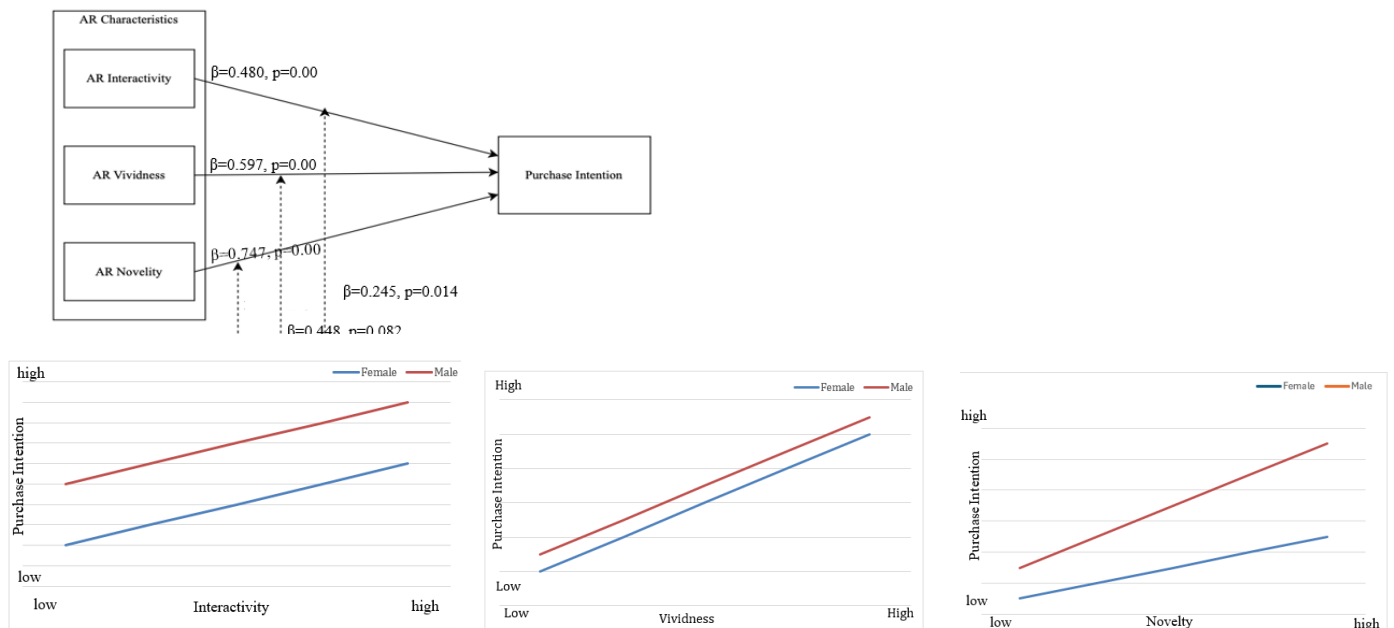 AR Characteristics
AR Interactivity
β=0.480, p=0.00
AR Vividness
β=0.597, p=0.00
Purchase Intention
AR Novelity
β=0.747, p=0.00
β=0.245, p=0.014
β=0.448, p=0.082
high
Female
Male
Purchase Intention
low
low
Interactivity
high
High
Female
Male
Purchase Intention
Low
Low
Vividness
High
Female
Male
high
Purchase Intention
low
low
Novelty
high